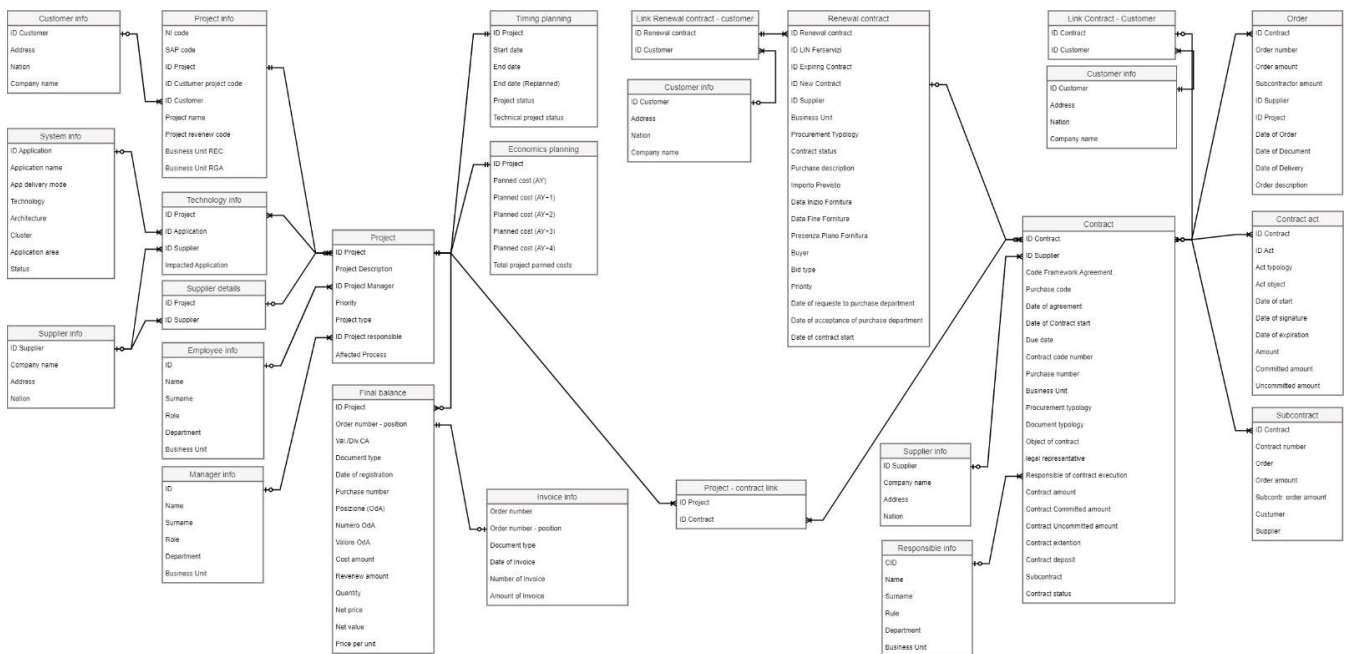 Customer info
ID Customer
Address
Nation
Company name
System info
ID Application
Application name
App delivery mode
Technology
Architecture
Cluster
Application area
Status
Supplier info
ID Supplier
Company name
Address
Nation
Project info
NI code
SAP code
ID Project
ID Custumer project code
ID Customer
Project name
Project revenew code
Business Unit REC
Business Unit RGA
Technology info
ID Project
ID Application
ID Supplier
Impacted Application
Supplier details
ID Project
ID Supplier
Employee info
ID
Name
Surname
Role
Department
Business Unit
Manager info
ID
Name
Surname
Role
Department
Business Unit
Project
ID Project
Project Description
ID Project Manager
Priority
Project type
ID Project responsible
Affected Process
Final balance
ID Project
Order number - position
Val./Div.CA
Document type
Date of registration
Purchase number
Posizione (OdA)
Numero OdA
Valore OdA
Cost amount
Revenew amount
Quantity
Net price
Net value
Price per unit
Timing planning
ID Project
Start date
End date
End date (Replanned)
Project status
Technical project status
Economics planning
ID Project
Panned cost (AY)
Planned cost (AY+1)
Planned cost (AY+2)
Planned cost (AY+3)
Planned cost (AY+4)
Total project panned costs
Invoice info
Order number
Order number - position
Document type
Date of Invoice
Number of Invoice
Amount of Invoice
Link Renewal contract - customer
ID Renewal contract
ID Customer
Customer info
ID Customer
Address
Nation
Company name
Project - contract link
ID Project
ID Contract
Renewal contract
ID Renewal contract
ID LIN Ferservizi
ID Expiring Contract
ID New Contract
ID Supplier
Business Unit
Procurement Typology
Contract status
Purchase description
Importo Previsto
Data Inizio Fornitura
Data Fine Fornitura
Presenza Piano Fornitura
Buyer
Bid type
Priority
Date of requeste to purchase department
Date of acceptance of purchase department
Date of contract start
Supplier info
ID Supplier
Company name
Address
Nation
Responsible info
CID
Name
Surname
Rule
Department
Business Unit
Link Contract - Customer
ID Contract
ID Customer
Customer info
ID Customer
Address
Nation
Company name
Contract
ID Contract
ID Supplier
Code Framework Agreement
Purchase code
Date of agreement
Date of Contract start
Due date
Contract code number
Purchase number
Business Unit
Procurement typology
Document typology
Object of contract
legal representative
Responsible of contract execution
Contract amount
Contract Committed amount
Contract Uncommitted amount
Contract extention
Contract deposit
Subcontract
Contract status
Order
ID Contract
Order number
Order amount
Subcontractor amount
ID Supplier
ID Project
Date of Order
Date of Document
Date of Delivery
Order description
Contract act
ID Contract
ID Act
Act typology
Act object
Date of start
Date of signature
Date of expiration
Amount
Committed amount
Uncommitted amount
Subcontract
ID Contract
Contract number
Order
Order amount
Subcontr. order amount
Custumer
Supplier